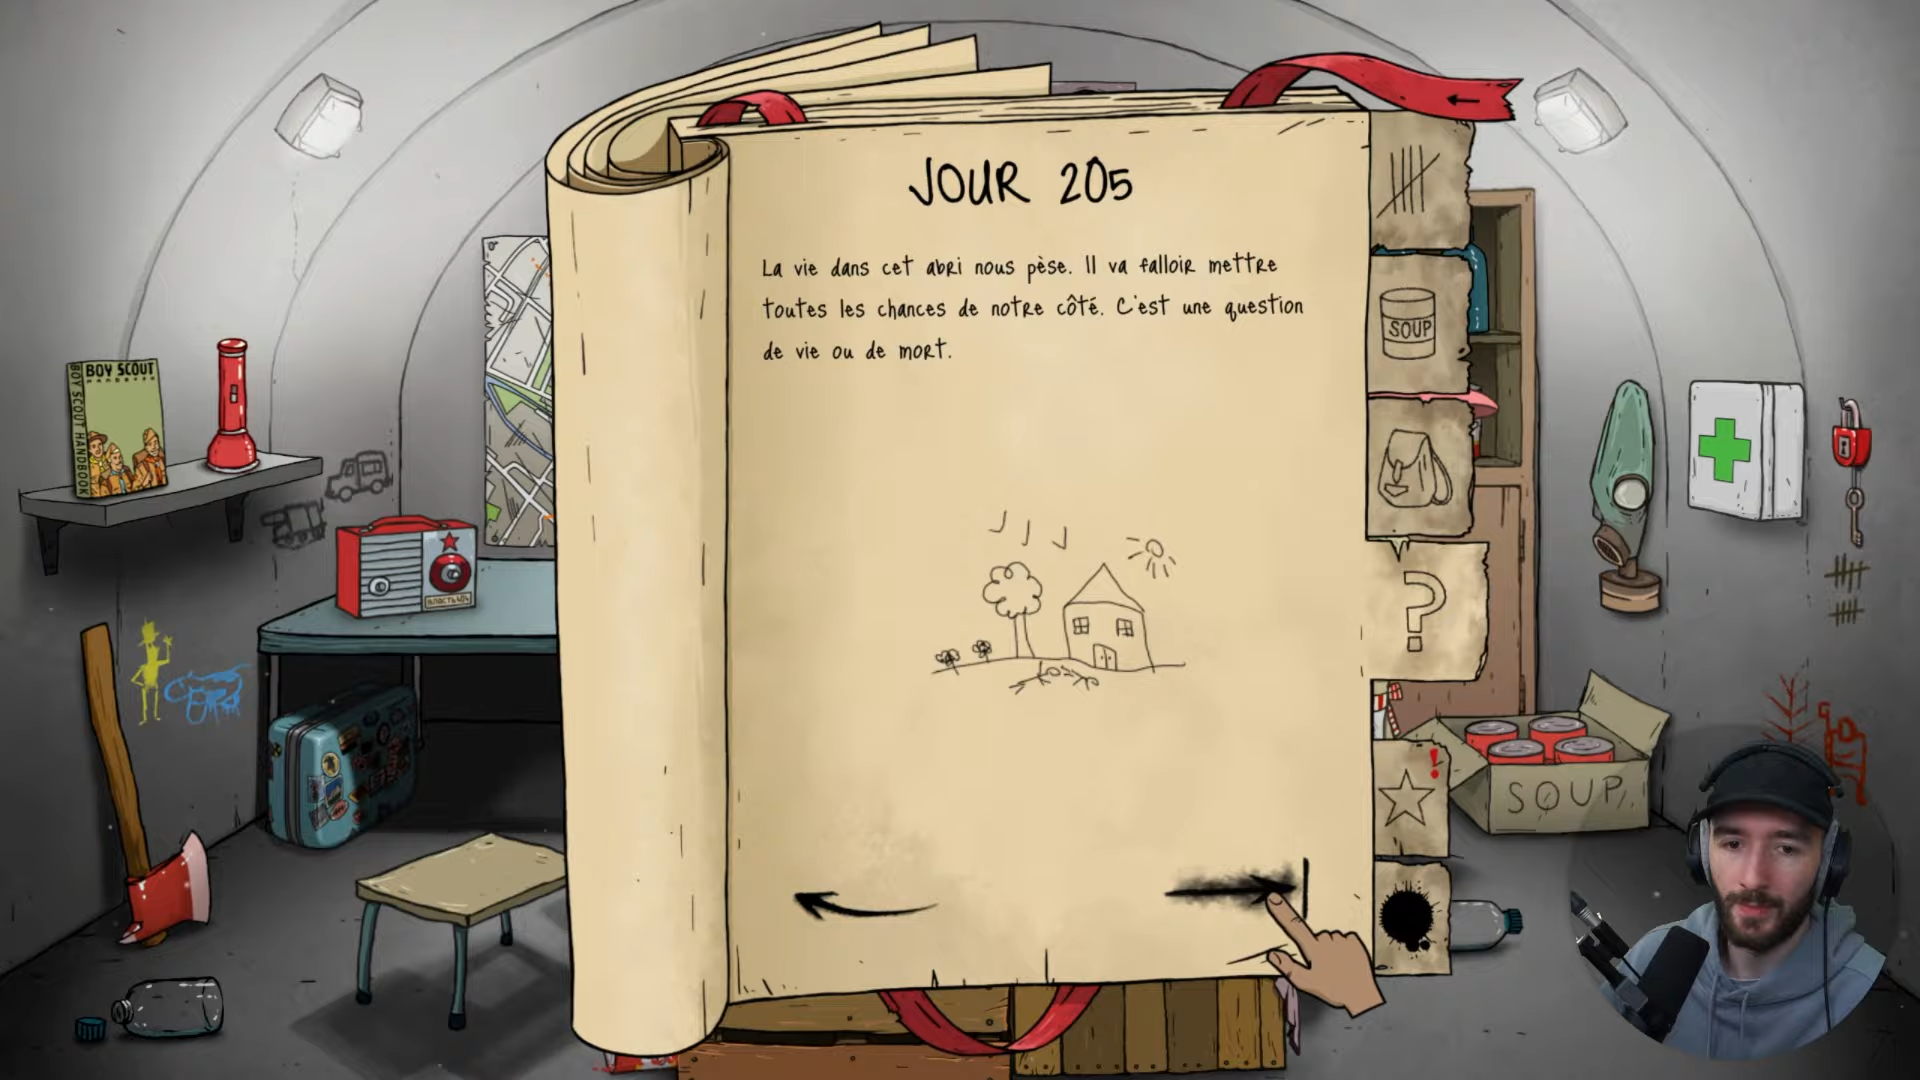 JOUR 205
La vie dans cet abri nous pèse. Il va falloir mettre
toutes les chances de notre côté. C'est une question
de vie ou de mort.
BOY SCOUT
HANDBOOK
BOY SCOUT HANDBOOK
SOUP
SOUP